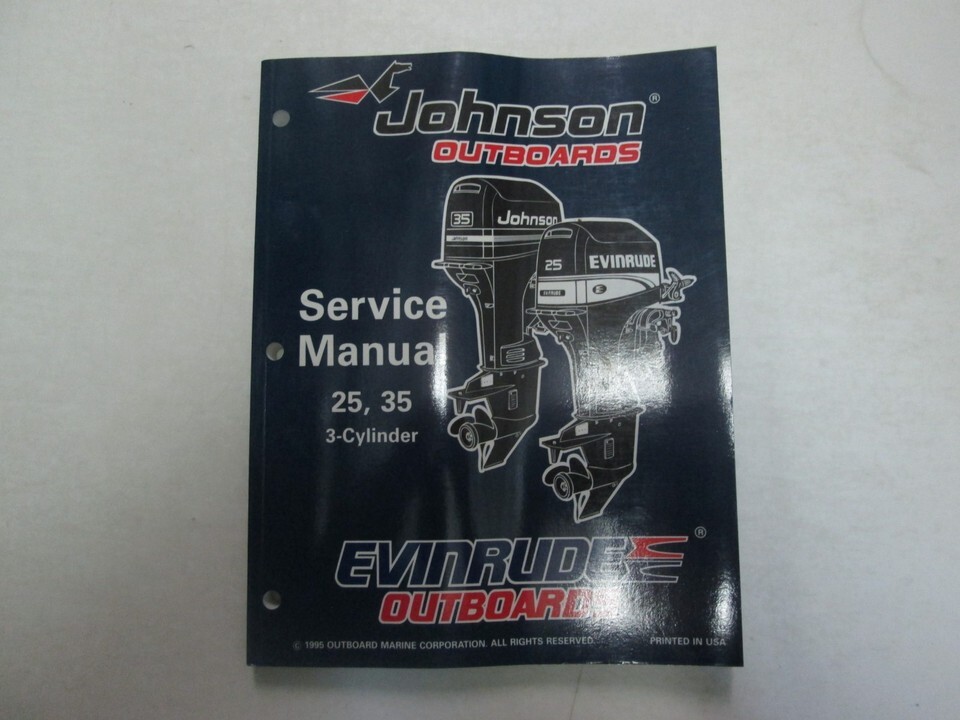 Johnson®
OUTBOARDS
35 Johnson
25 EVINRUDE
Service
Manual
25, 35
3-Cylinder
EVINRUDE ®
OUTBOARDS
© 1995 OUTBOARD MARINE CORPORATION. ALL RIGHTS RESERVED. PRINTED IN USA